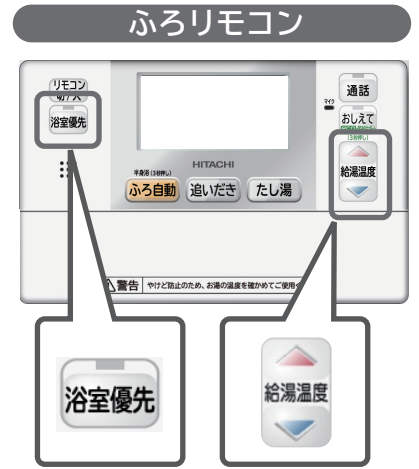 ふろリモコン
リモコン
切/入
浴室優先
マイク
通話
おしえて
(3秒押し)
給湯温度
HITACHI
半身浴(3秒押し)
ふろ自動
追いだき
たし湯
警告 やけど防止のため、お湯の温度を確かめてご使用く
浴室優先
給湯温度